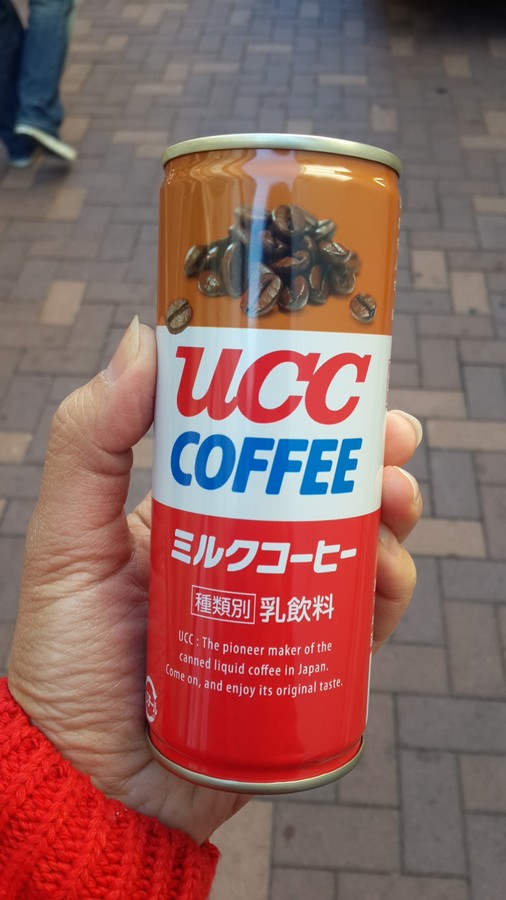 UCC
COFFEE
ミルクコーヒー
種類別 乳飲料
UCC : The pioneer maker of the
canned liquid coffee in Japan.
Come on, and enjoy its original taste.